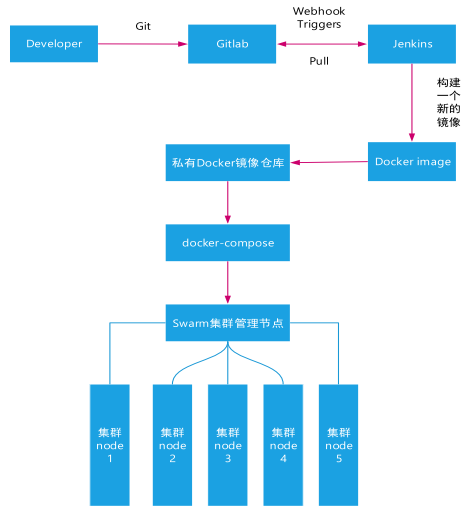 Developer
Git
Gitlab
Webhook
Triggers
Pull
Jenkins
构建
一个
新的
镜像
Docker image
私有Docker镜像仓库
docker-compose
Swarm集群管理节点
集群
node
1
集群
node
2
集群
node
3
集群
node
4
集群
node
5